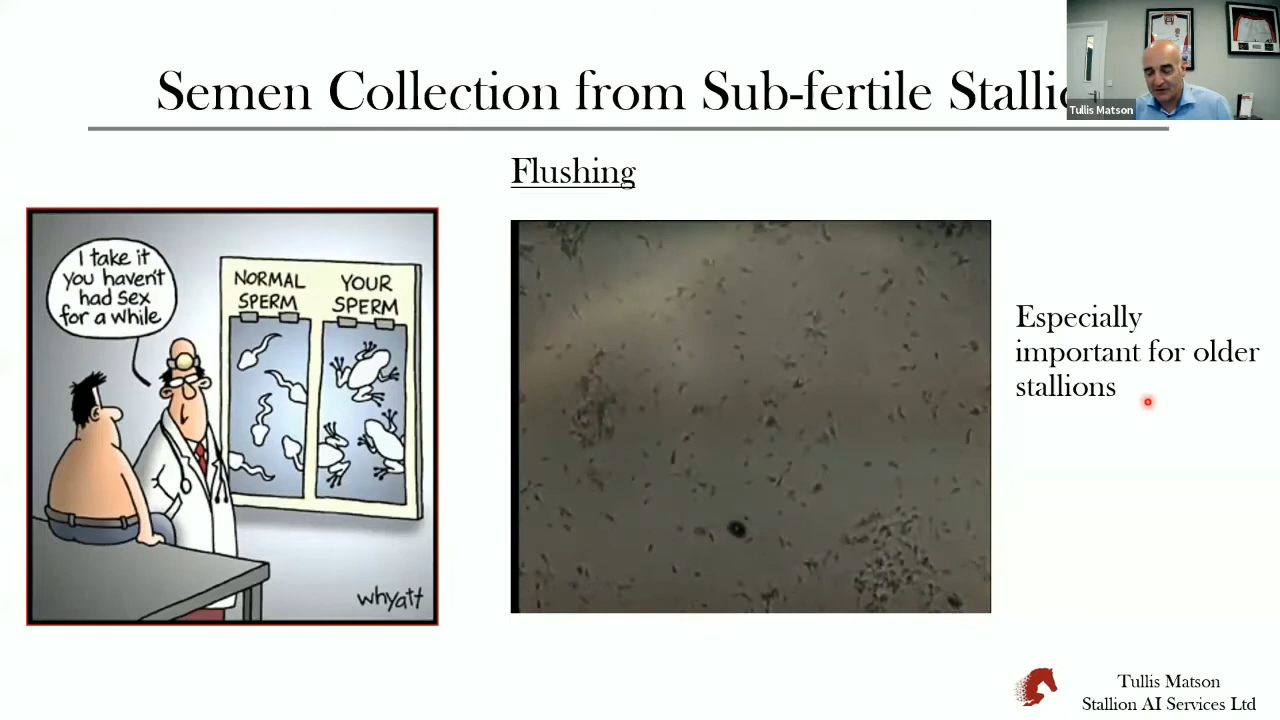 Semen Collection from Sub-fertile Stallio
Tullis Matson
Flushing
I take it
you haven't
had sex
for a while
NORMAL
SPERM
YOUR
SPERM
whyatt
Especially
important for older
stallions
Tullis Matson
Stallion AI Services Ltd